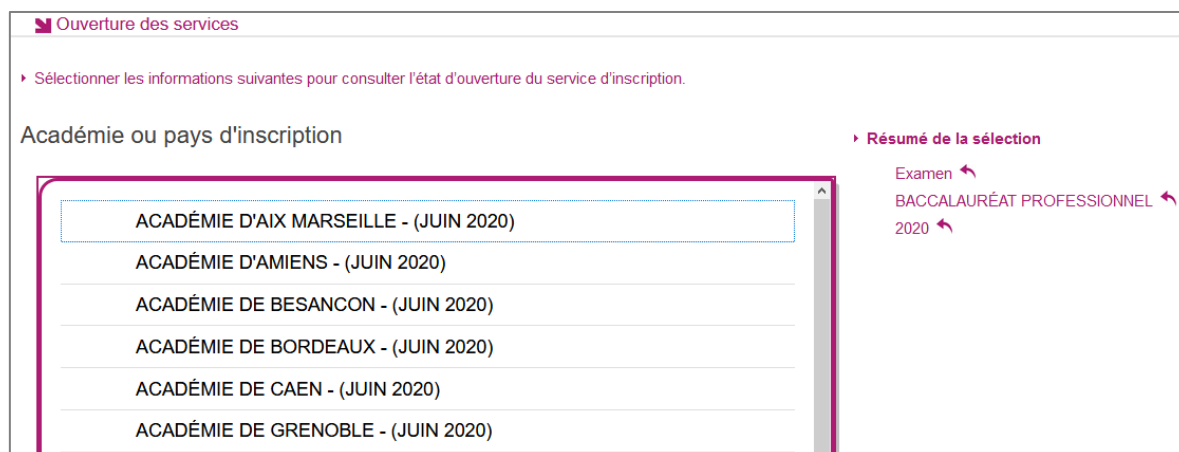 Ouverture des services
Sélectionner les informations suivantes pour consulter l'état d'ouverture du service d'inscription.
Académie ou pays d'inscription
ACADÉMIE D'AIX MARSEILLE - (JUIN 2020)
ACADÉMIE D'AMIENS - (JUIN 2020)
ACADÉMIE DE BESANCON - (JUIN 2020)
ACADÉMIE DE BORDEAUX - (JUIN 2020)
ACADÉMIE DE CAEN - (JUIN 2020)
ACADÉMIE DE GRENOBLE - (JUIN 2020)
Résumé de la sélection
Examen
BACCALAURÉAT PROFESSIONNEL
2020